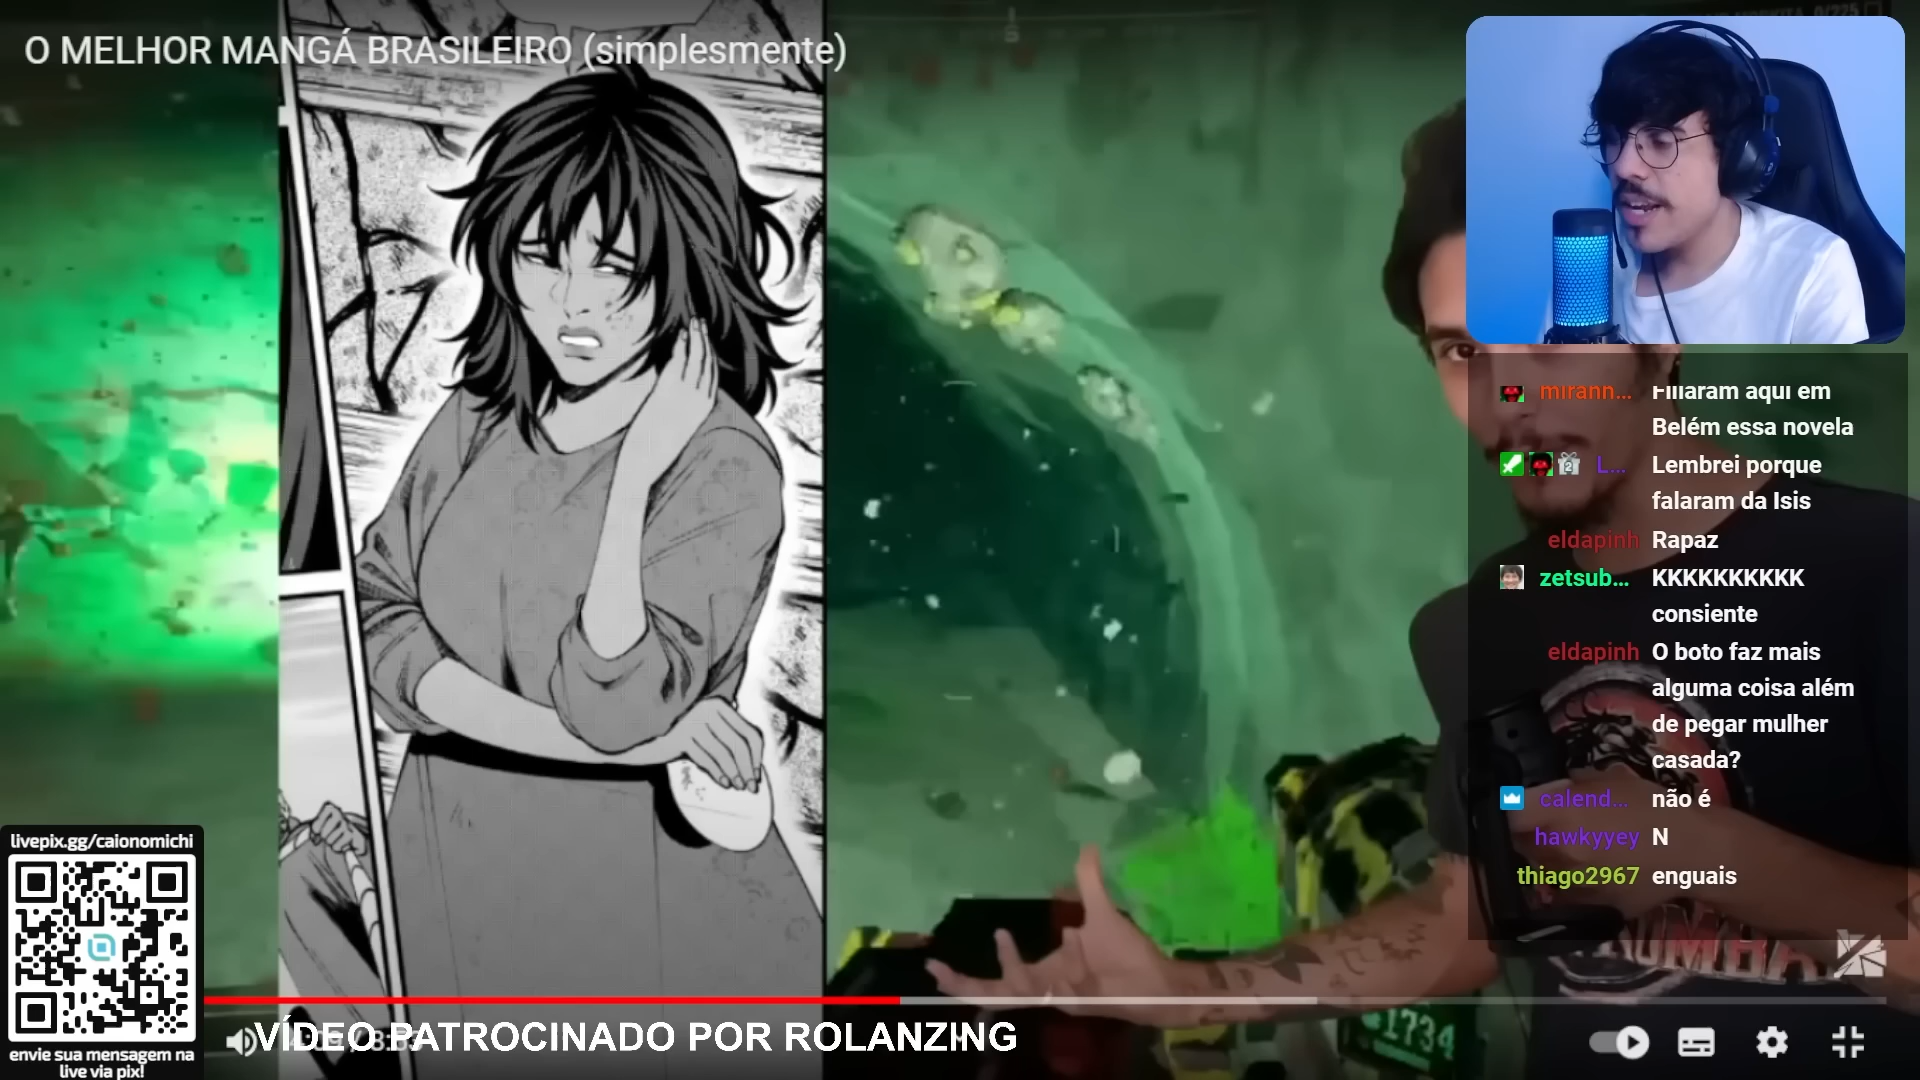 O MELHOR MANGÁ BRASILEIRO (simplesmente)
mirann... Filiaram aqui em
Belém essa novela
L... Lembrei porque
falaram da Isis
eldapinh Rapaz
zetsub... KKKKKKKKKK
consiente
eldapinh O boto faz mais
alguma coisa além
de pegar mulher
casada?
calend... não é
hawkyyey N
thiago2967 enguais
livepix.gg/caionomichi
envie sua mensagem na
live via pix!
VÍDEO PATROCINADO POR ROLANZING
1734